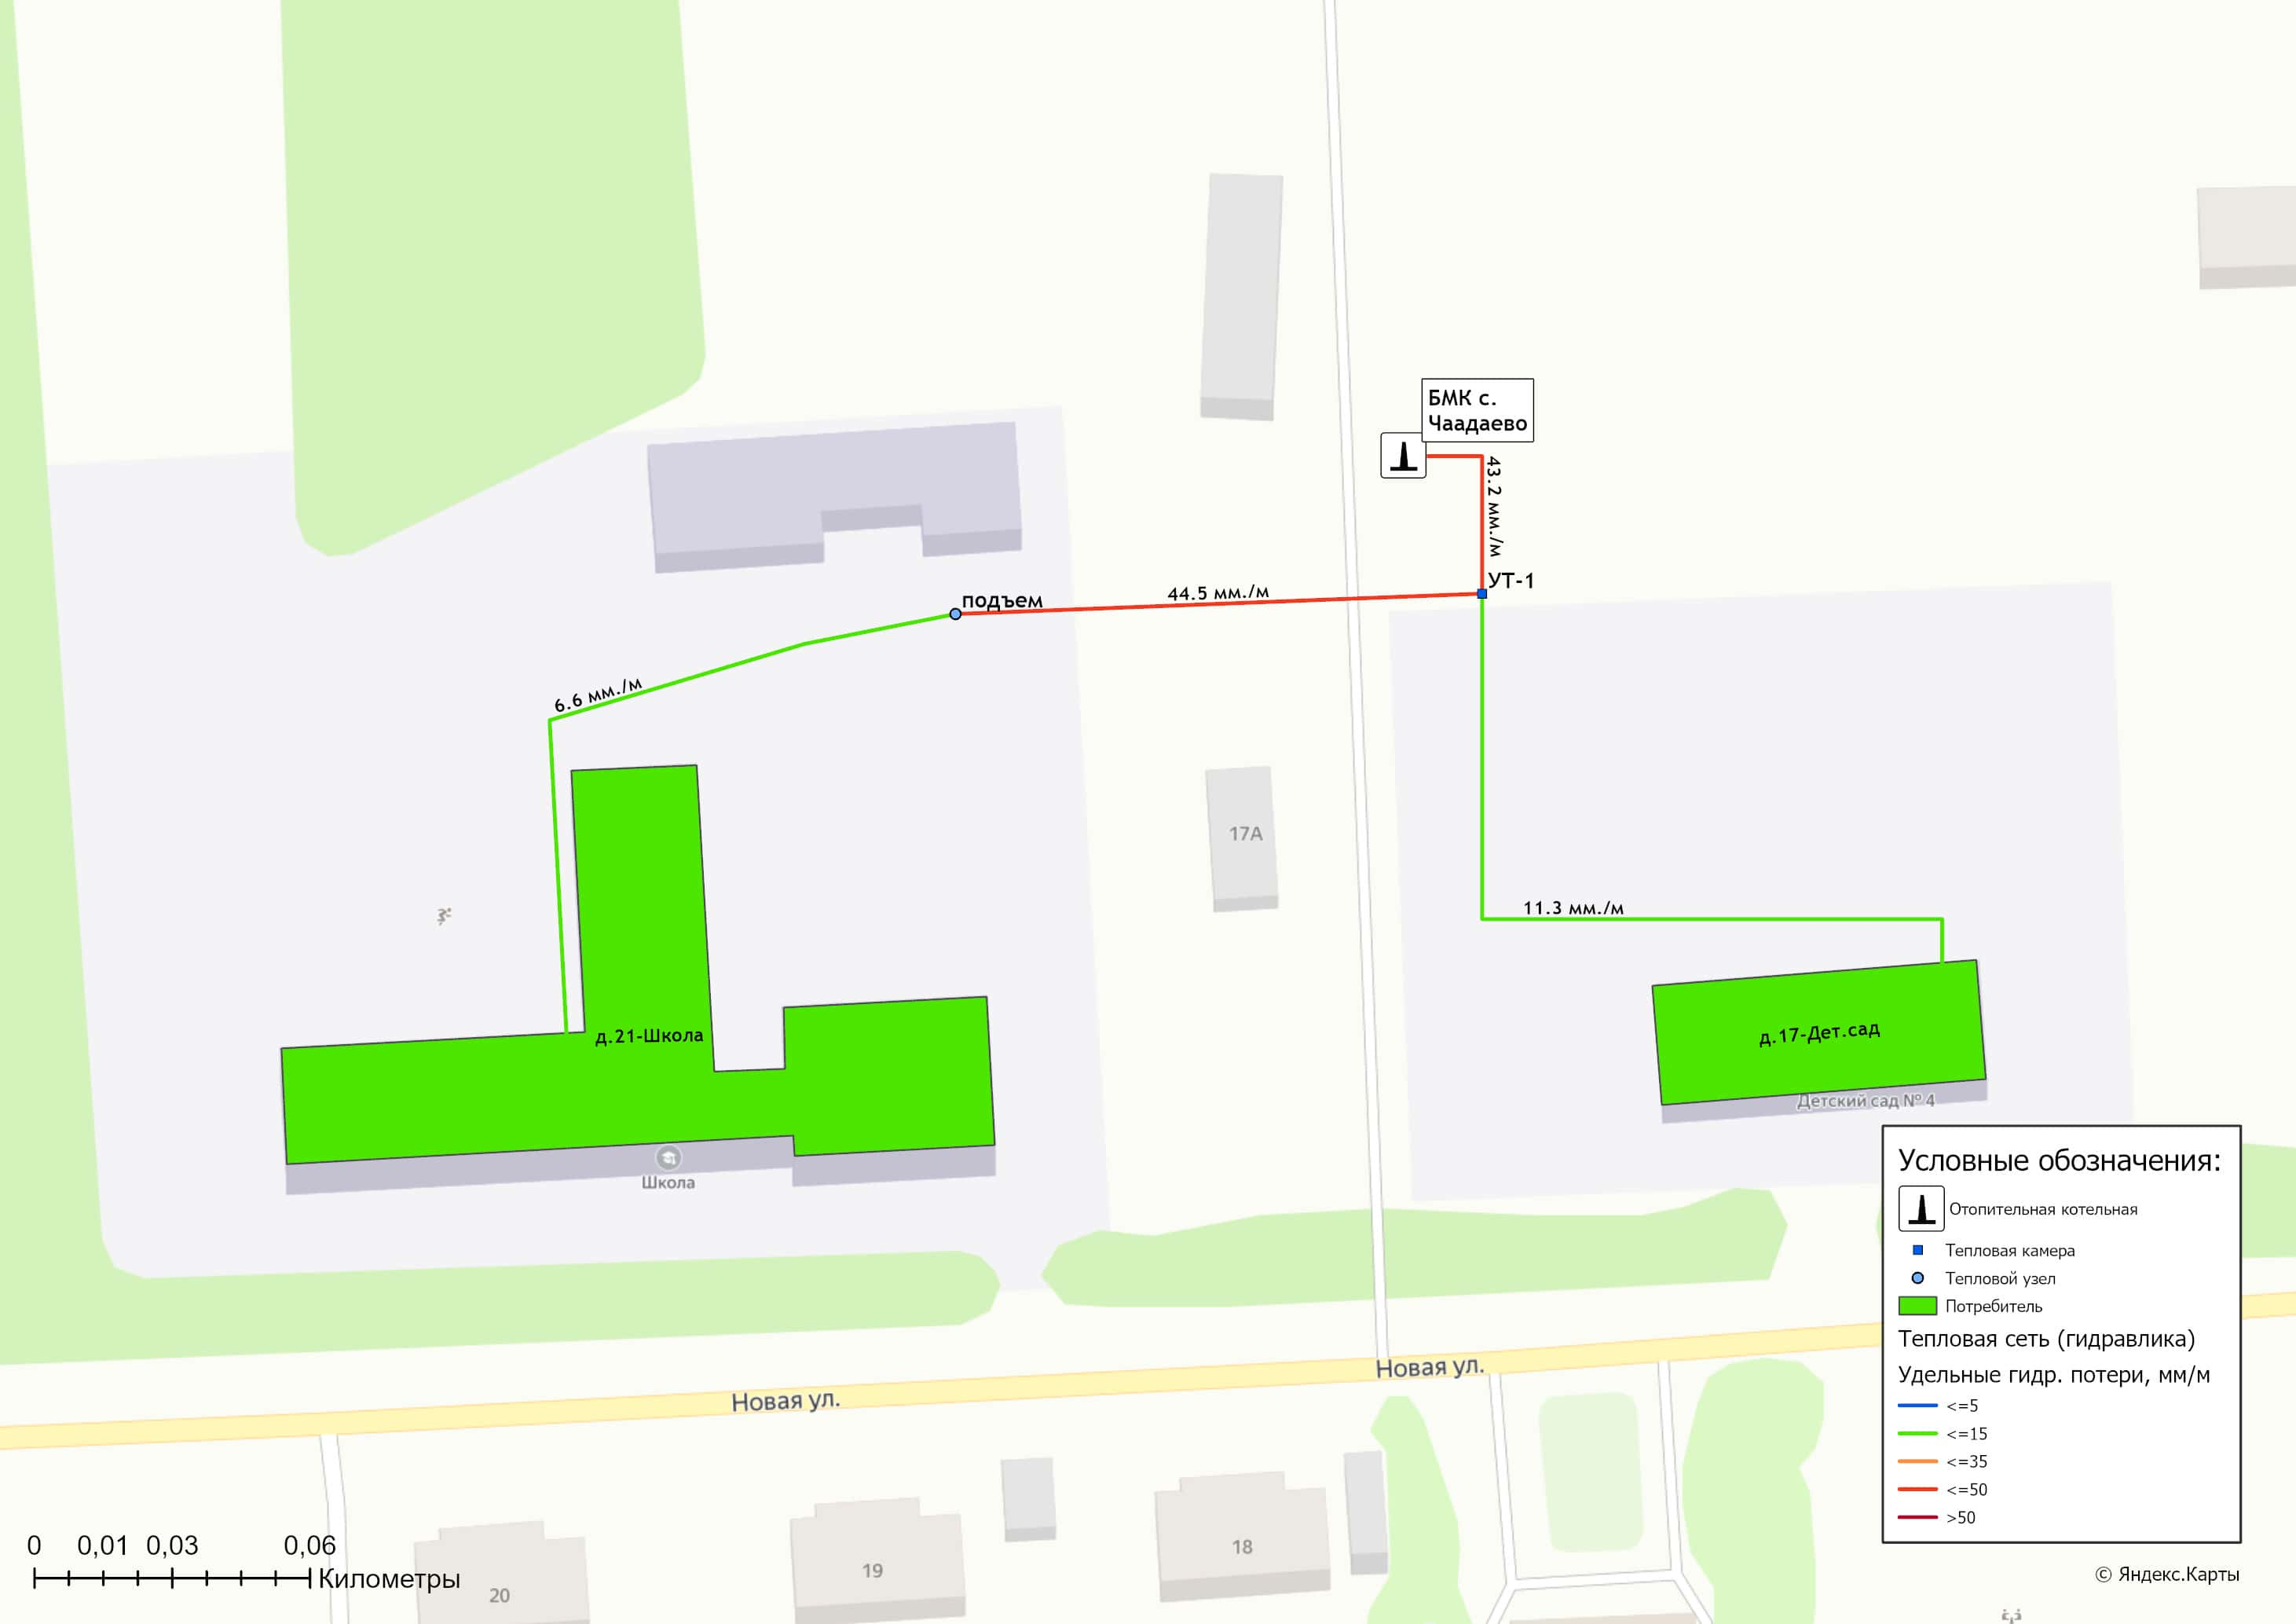 БМК с.
Чаадаево
43.2 мм./м
УТ-1
44.5 мм./м
подъем
6.6 мм./м
17А
11.3 мм./м
д.21-Школа
д.17-Дет.сад
Детский сад № 4
Школа
Новая ул.
Новая ул.
18
19
20
Условные обозначения:
Отопительная котельная
Тепловая камера
Тепловой узел
Потребитель
Тепловая сеть (гидравлика)
Удельные гидр. потери, мм/м
<=5
<=15
<=35
<=50
>50
0 0,01 0,03 0,06
Километры
© Яндекс.Карты